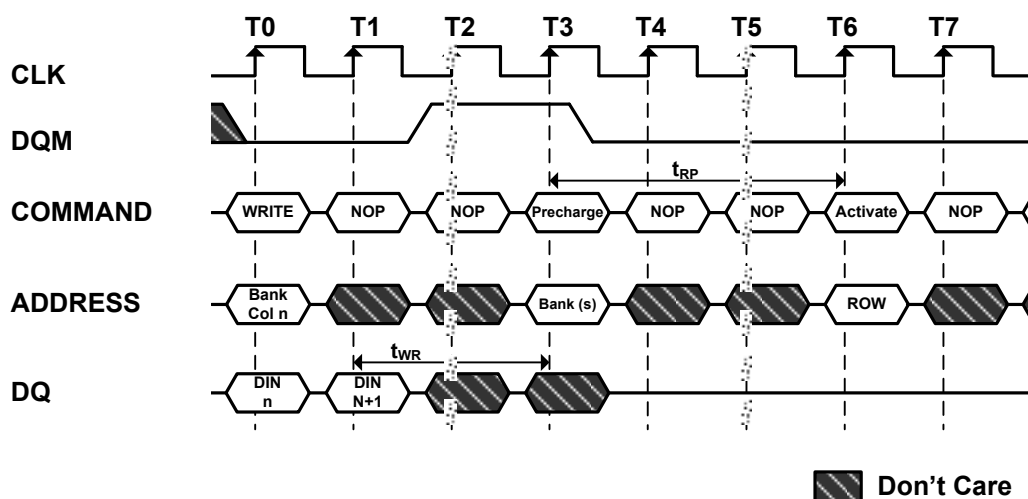 T0 T1 T2 T3 T4 T5 T6 T7
CLK
DQM
tRP
COMMAND WRITE NOP NOP Precharge NOP NOP Activate NOP
ADDRESS Bank Col n Bank (s) ROW
tWR
DQ DIN n DIN N+1
Don't Care